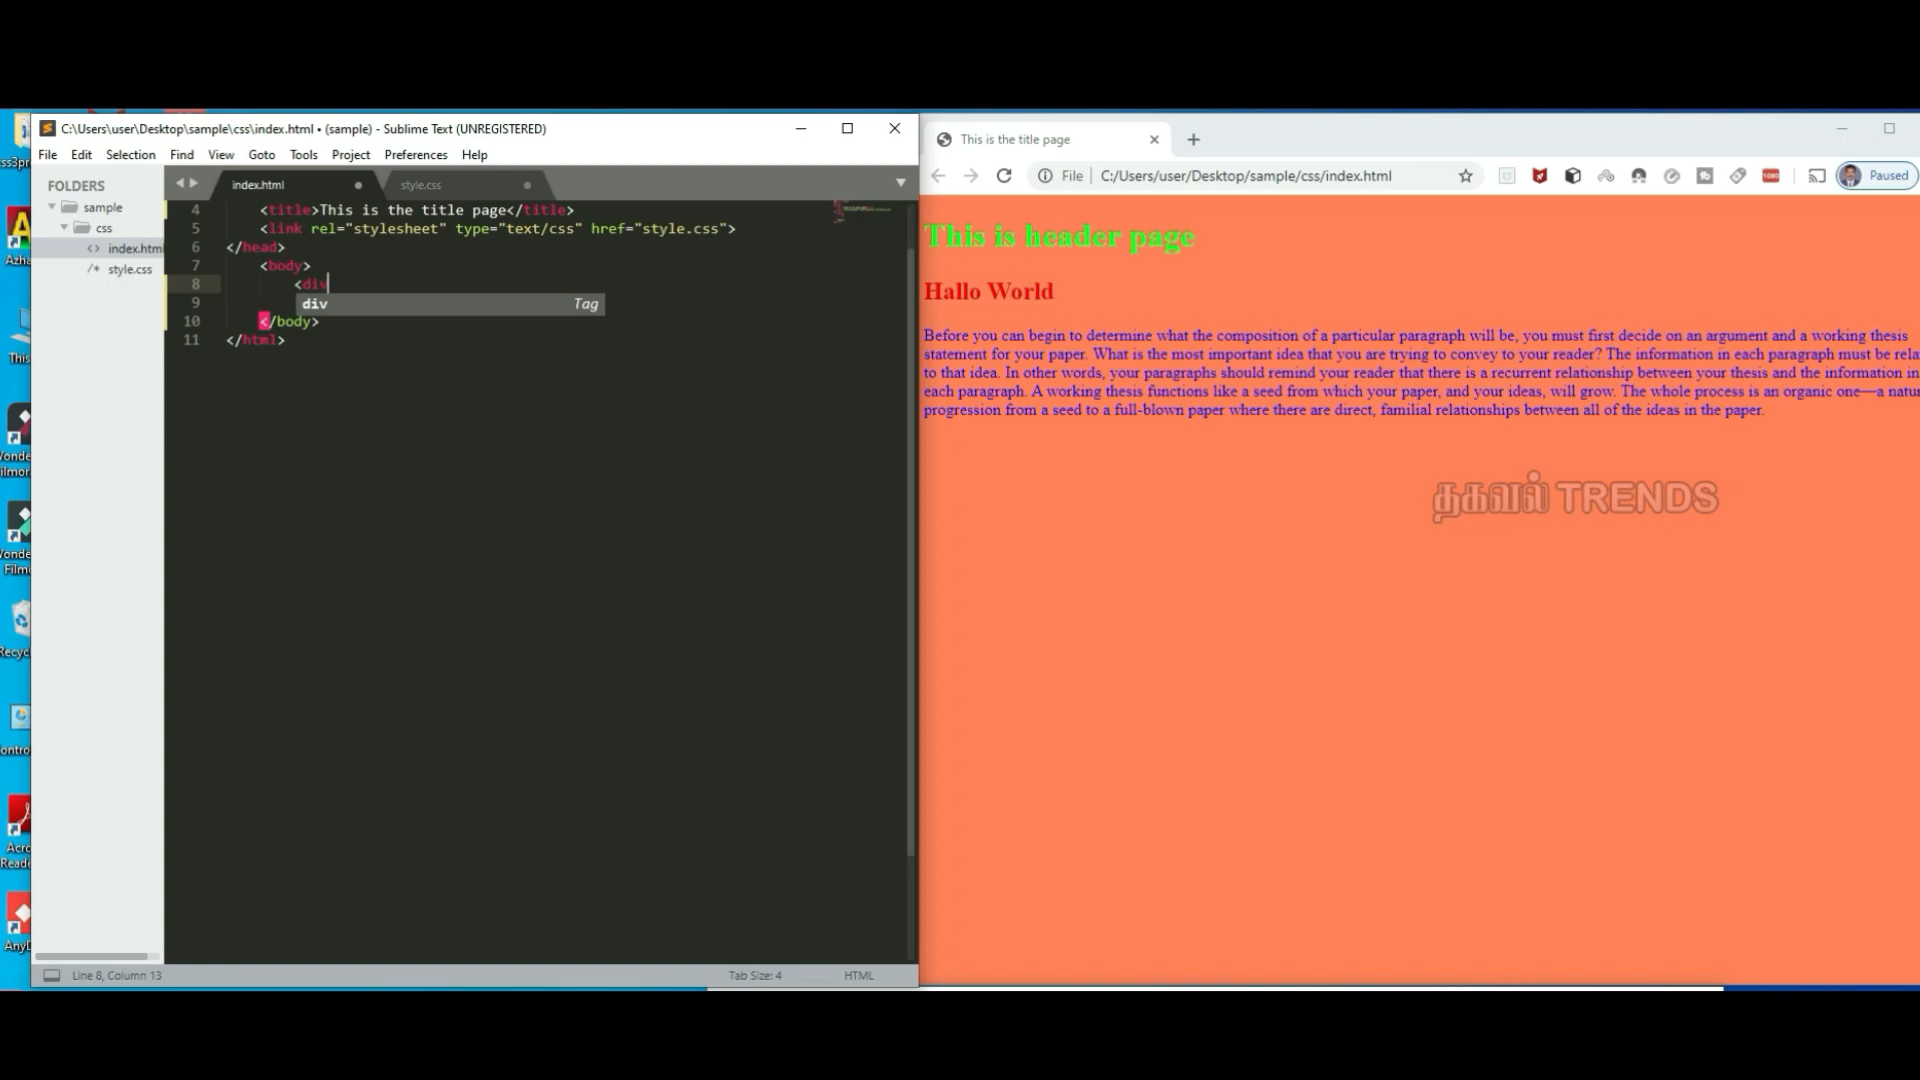 C:\Users\user\Desktop\sample\css\index.html • (sample) - Sublime Text (UNREGISTERED)
File Edit Selection Find View Goto Tools Project Preferences Help
FOLDERS
sample
css
index.html
style.css
index.html
style.css
4 <title>This is the title page</title>
5 <link rel="stylesheet" type="text/css" href="style.css">
6 </head>
7 <body>
8 <div
9
div Tag
10 </body>
11 </html>
Line 8, Column 13
Tab Size: 4
HTML
This is the title page
File C:/Users/user/Desktop/sample/css/index.html
Paused
This is header page
Hallo World
Before you can begin to determine what the composition of a particular paragraph will be, you must first decide on an argument and a working thesis
statement for your paper. What is the most important idea that you are trying to convey to your reader? The information in each paragraph must be rela
to that idea. In other words, your paragraphs should remind your reader that there is a recurrent relationship between your thesis and the information in
each paragraph. A working thesis functions like a seed from which your paper, and your ideas, will grow. The whole process is an organic one—a natur
progression from a seed to a full-blown paper where there are direct, familial relationships between all of the ideas in the paper.
தகவல் TRENDS